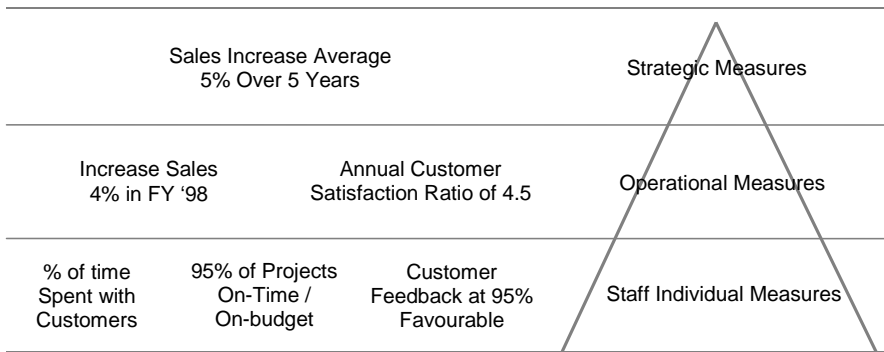 Sales Increase Average
5% Over 5 Years
Strategic Measures
Increase Sales
4% in FY ‘98
Annual Customer
Satisfaction Ratio of 4.5
Operational Measures
% of time
Spent with
Customers
95% of Projects
On-Time /
On-budget
Customer
Feedback at 95%
Favourable
Staff Individual Measures